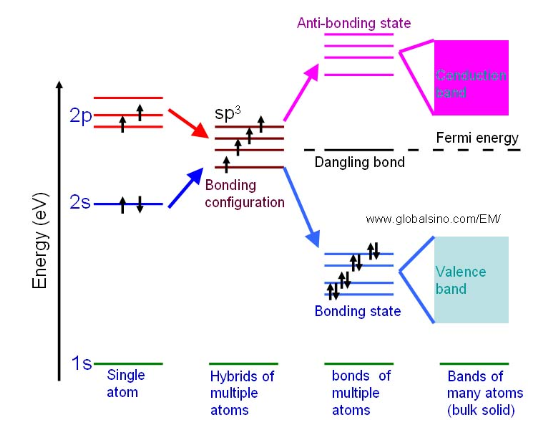 Anti-bonding state
Conduction
band
2p
sp³
Fermi energy
Dangling bond
Bonding
configuration
2s
www.globalsino.com/EM/
Energy (eV)
Valence
band
Bonding state
1s
Single
atom
Hybrids of
multiple
atoms
bonds of
multiple
atoms
Bands of
many atoms
(bulk solid)